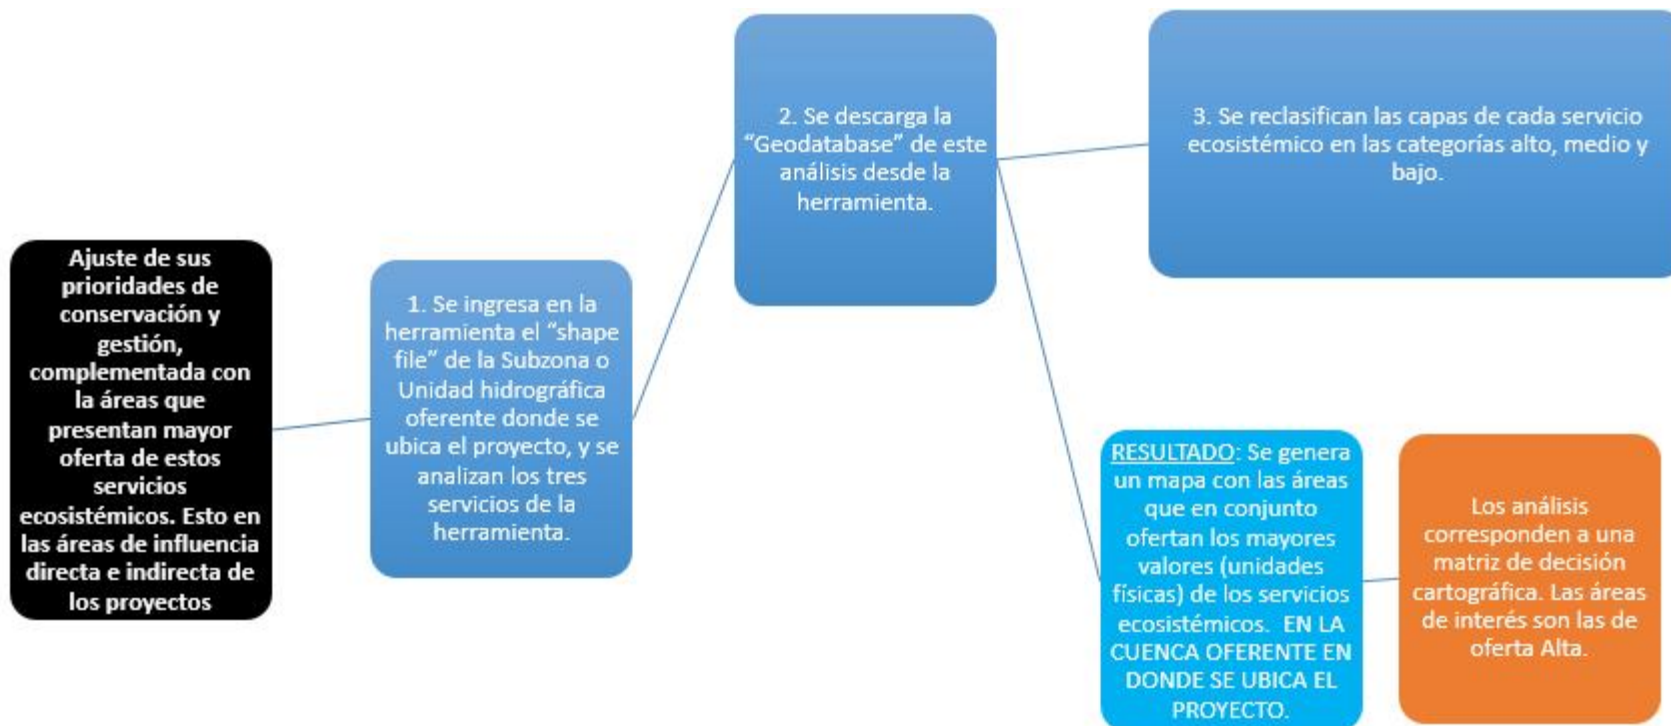 Ajuste de sus
prioridades de
conservación y
gestión,
complementada con
la áreas que
presentan mayor
oferta de estos
servicios
ecosistémicos. Esto en
las áreas de influencia
directa e indirecta de
los proyectos
1. Se ingresa en la
herramienta el “shape
file” de la Subzona o
Unidad hidrográfica
oferente donde se
ubica el proyecto, y se
analizan los tres
servicios de la
herramienta.
2. Se descarga la
“Geodatabase” de este
análisis desde la
herramienta.
3. Se reclasifican las capas de cada servicio
ecosistémico en las categorías alto, medio y
bajo.
RESULTADO: Se genera
un mapa con las áreas
que en conjunto
ofertan los mayores
valores (unidades
físicas) de los servicios
ecosistémicos. EN LA
CUENCA OFERENTE EN
DONDE SE UBICA EL
PROYECTO.
Los análisis
corresponden a una
matriz de decisión
cartográfica. Las áreas
de interés son las de
oferta Alta.